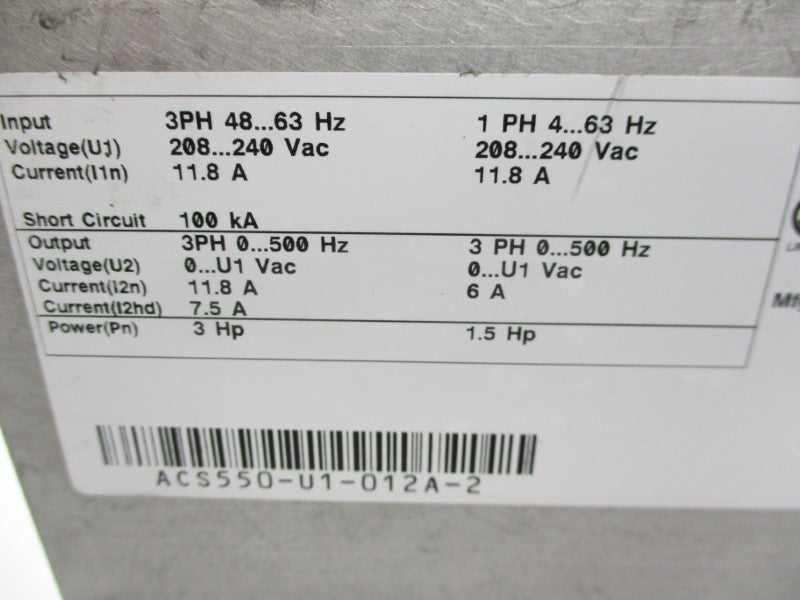 Input 3PH 48...63 Hz 1 PH 4...63 Hz
Voltage(U1) 208...240 Vac 208...240 Vac
Current(I1n) 11.8 A 11.8 A
Short Circuit 100 kA
Output 3PH 0...500 Hz 3 PH 0...500 Hz
Voltage(U2) 0...U1 Vac 0...U1 Vac
Current(I2n) 11.8 A 6 A
Current(I2hd) 7.5 A
Power(Pn) 3 Hp 1.5 Hp
ACS550-U1-012A-2